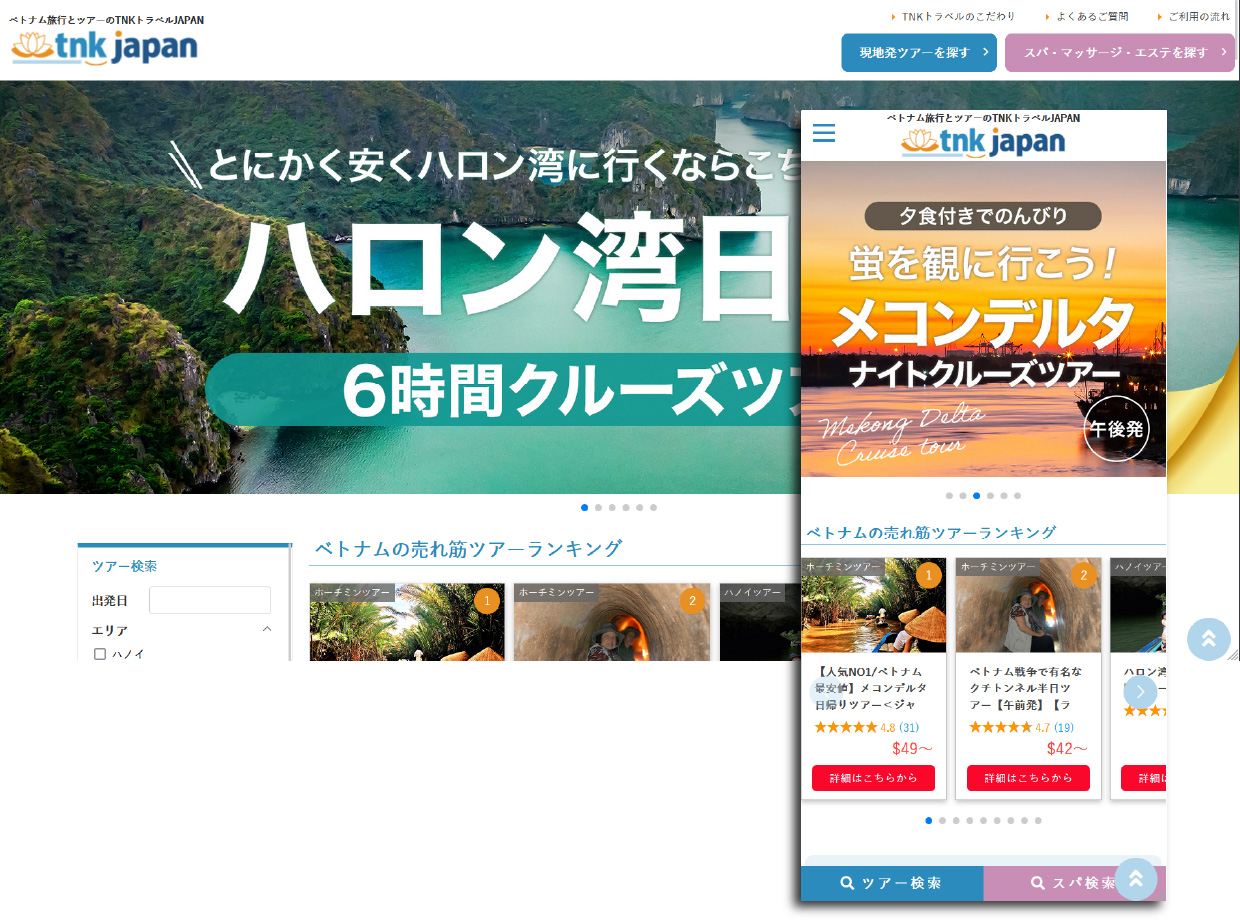 ベトナム旅行とツアーのTNKトラベルJAPAN
tnk japan
TNKトラベルのこだわり
よくあるご質問
ご利用の流れ
現地発ツアーを探す
スパ・マッサージ・エステを探す
とにかく安くハロン湾に行くならこち
ハロン湾日
6時間クルーズツ
ツアー検索
出発日
エリア
ハノイ
ベトナムの売れ筋ツアーランキング
ホーチミンツアー
1
ホーチミンツアー
2
ハノイツアー
ベトナム旅行とツアーのTNKトラベルJAPAN
tnk japan
夕食付きでのんびり
蛍を観に行こう！
メコンデルタ
ナイトクルーズツアー
Mekong Delta
Cruise tour
午後発
ベトナムの売れ筋ツアーランキング
ホーチミンツアー
1
【人気NO1/ベトナム
最安値】メコンデルタ
日帰りツアー＜ジャ
4.8 (31)
$49〜
詳細はこちらから
ホーチミンツアー
2
ベトナム戦争で有名な
クチトンネル半日ツ
アー【午前発】【ラ
4.7 (19)
$42〜
詳細はこちらから
ハノイツア
ハロン湾
詳細
ツアー検索
スパ検索